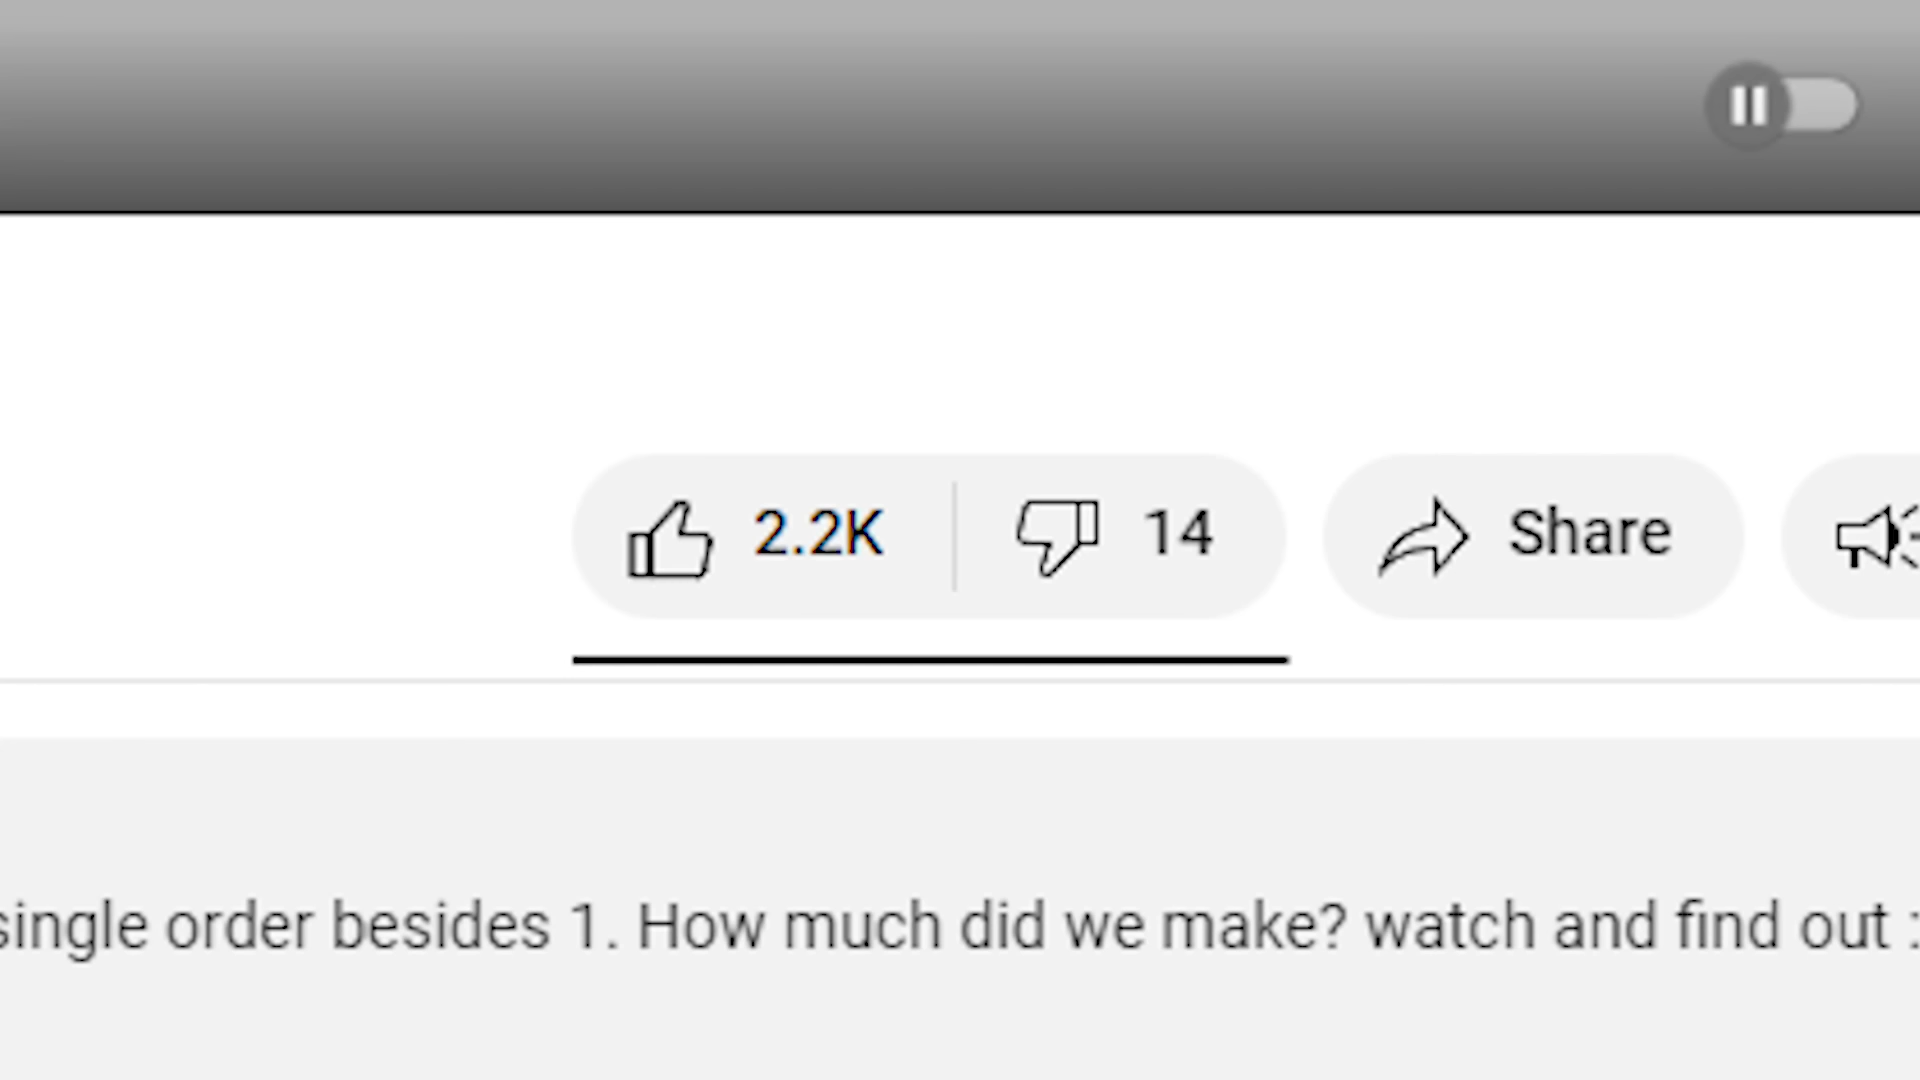 2.2K 14 Share
single order besides 1. How much did we make? watch and find out :